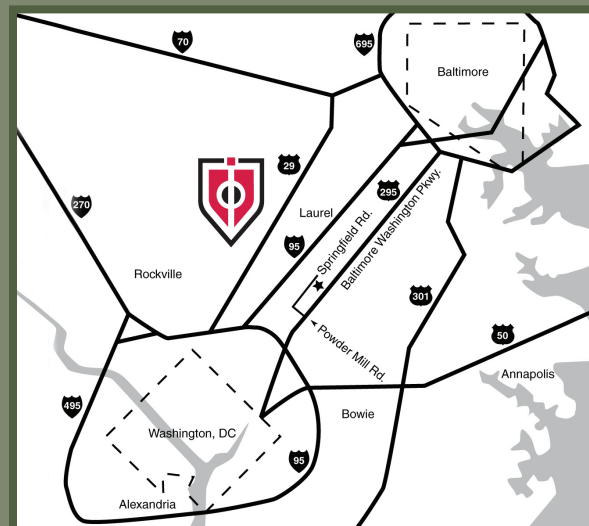 70
695
Baltimore
29
295
270
Laurel
Springfield Rd.
Baltimore Washington Pkwy.
95
Rockville
301
50
Powder Mill Rd.
Annapolis
495
Bowie
Washington, DC
95
Alexandria